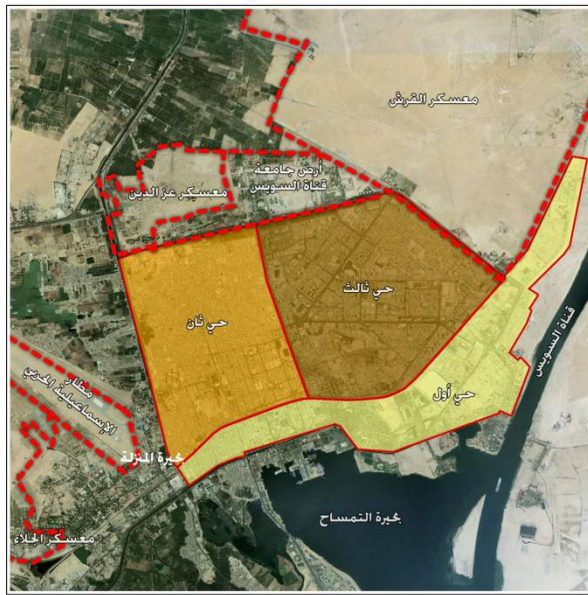 معسكر القرش
أرض جامعة
قناة السويس
معسكر عز الدين
حي ثالث
حي ثان
قناة السويس
حي أول
مطار
الإسماعيلية الحربي
بحيرة المنزلة
بحيرة التمساح
معسكر الجلاء